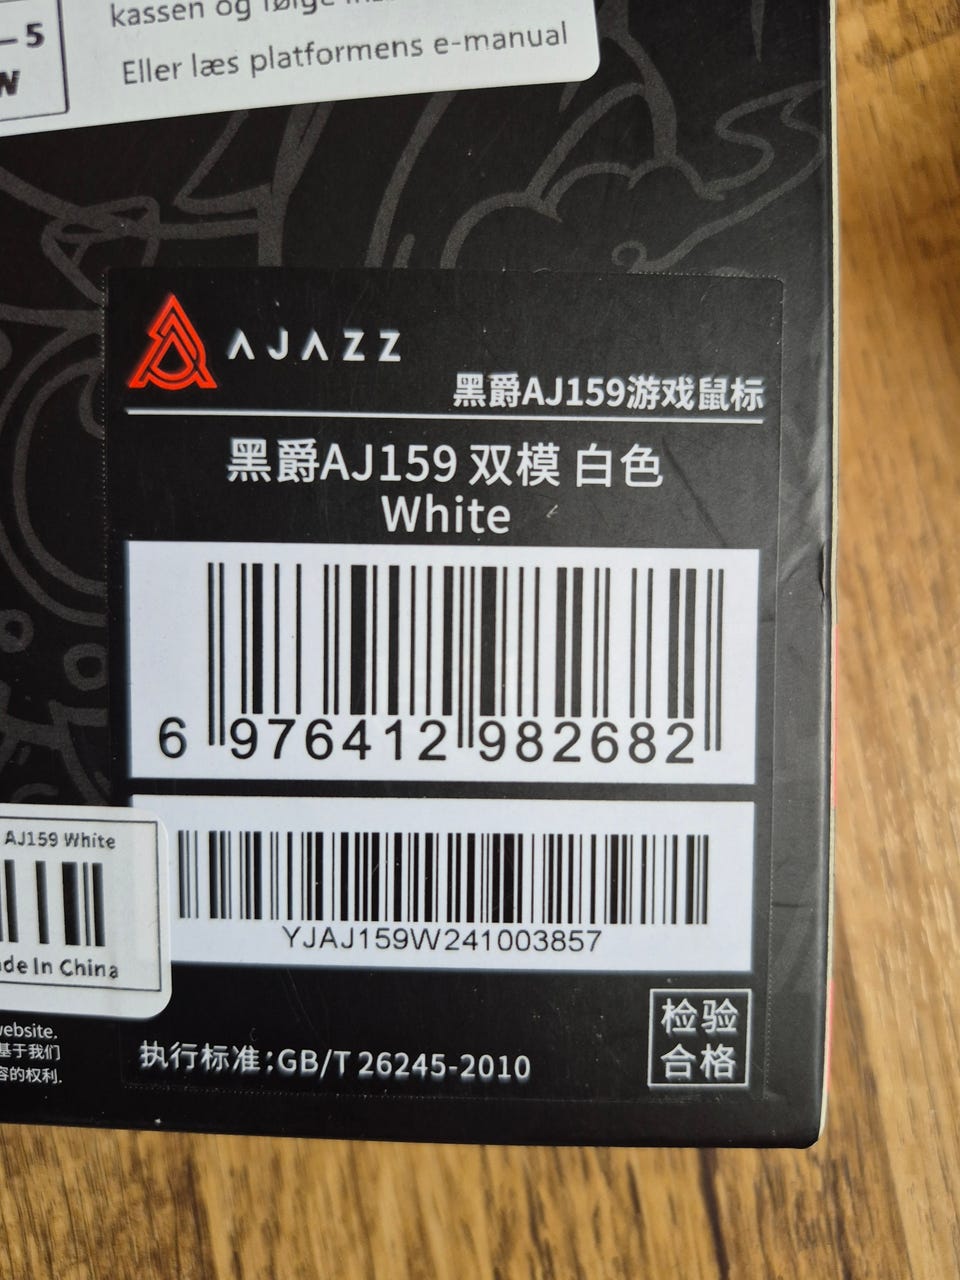 kassen og følge
-5
W
Eller læs platformens e-manual
AJAZZ
黑爵AJ159游戏鼠标
黑爵AJ159 双模 白色
White
6 976412 982682
AJ159 White
YJAJ159W241003857
de In China
website.
基于我们
容的权利.
执行标准:GB/T 26245-2010
检验
合格